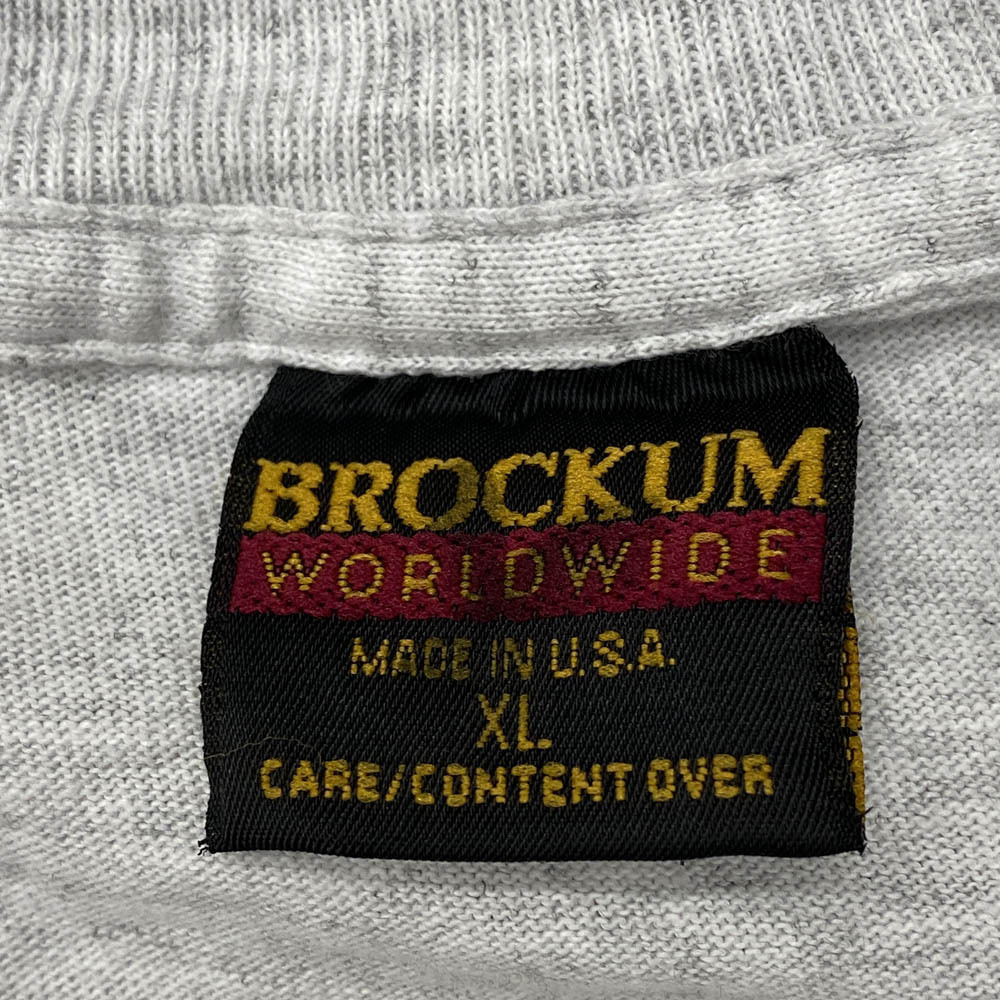 BROCKUM
WORLDWIDE
MADE IN U.S.A.
XL
CARE/CONTENT OVER